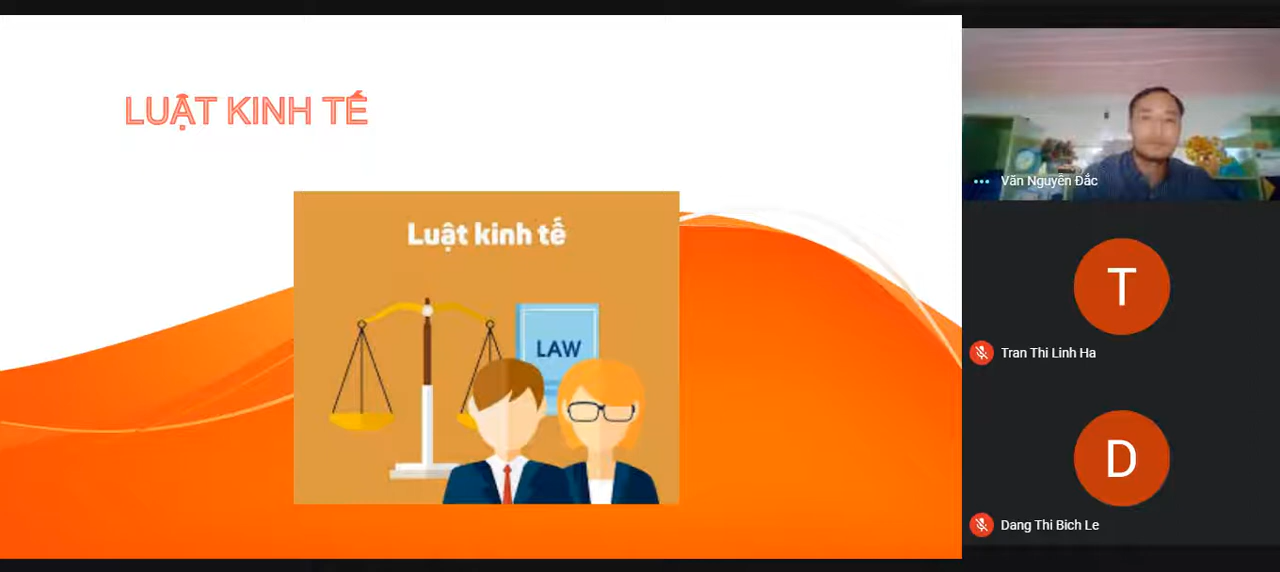 LUẬT KINH TẾ
Luật kinh tế
LAW
Văn Nguyễn Đắc
T
Tran Thi Linh Ha
D
Dang Thi Bich Le